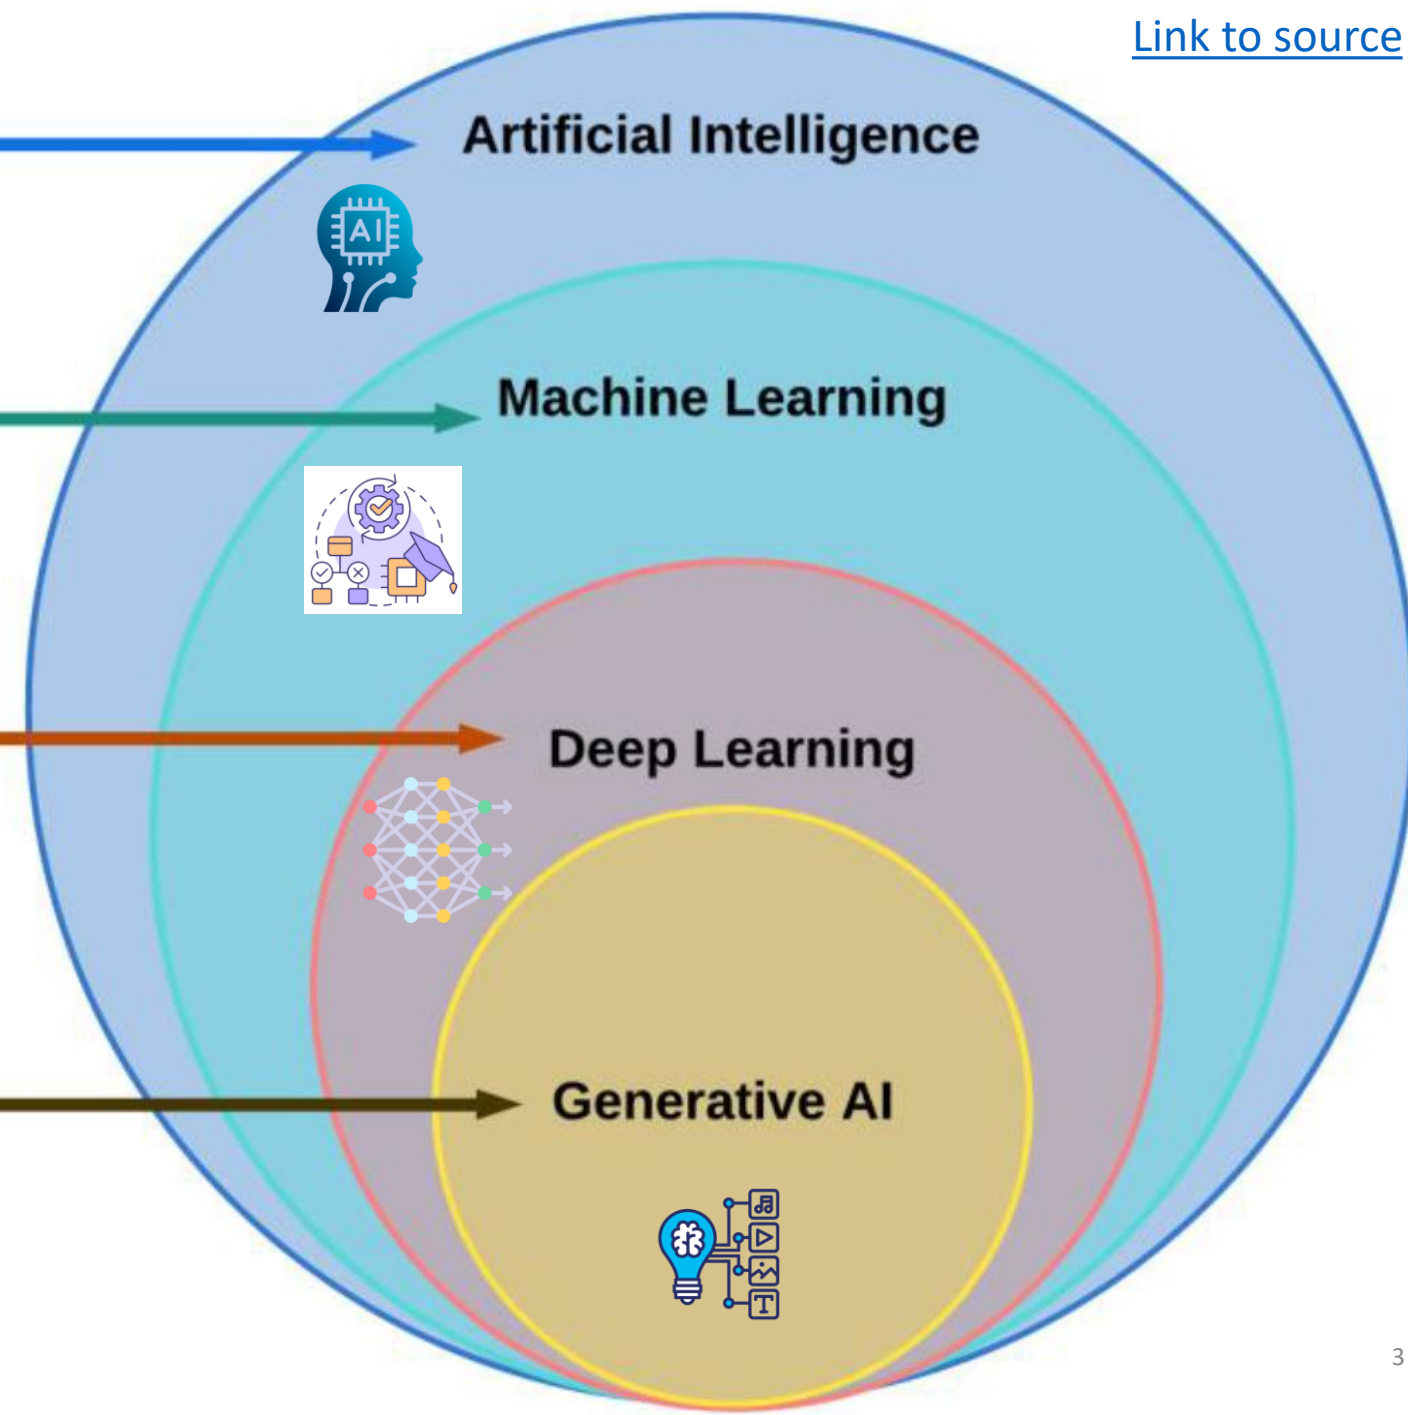 Link to source
Artificial Intelligence
AI
Machine Learning
Deep Learning
Generative AI
T
3